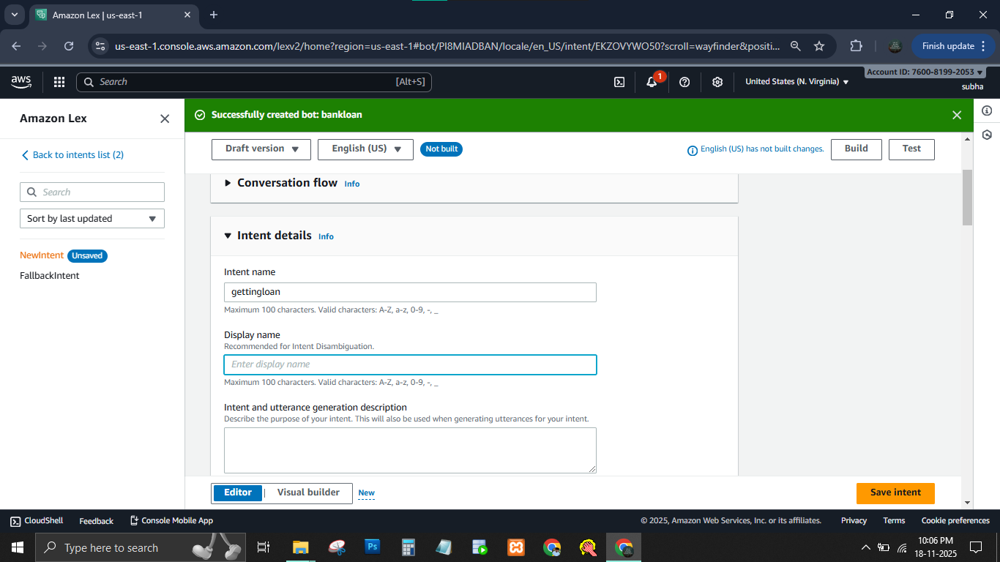 Amazon Lex | us-east-1
us-east-1.console.aws.amazon.com/lexv2/home?region=us-east-1#bot/PI8MIADBAN/locale/en_US/intent/EKZOVYWO50?scroll=wayfinder&positi...
Finish update
aws
Search
[Alt+S]
1
United States (N. Virginia)
Account ID: 7600-8199-2053
subha
Amazon Lex
Successfully created bot: bankloan
Back to intents list (2)
Draft version
English (US)
Not built
English (US) has not built changes.
Build
Test
Search
Sort by last updated
NewIntent
Unsaved
FallbackIntent
Conversation flow
Info
Intent details
Info
Intent name
gettingloan
Maximum 100 characters. Valid characters: A-Z, a-z, 0-9, -, _
Display name
Recommended for Intent Disambiguation.
Enter display name
Maximum 100 characters. Valid characters: A-Z, a-z, 0-9, -, _
Intent and utterance generation description
Describe the purpose of your intent. This will also be used when generating utterances for your intent.
Editor
Visual builder
New
Save intent
CloudShell
Feedback
Console Mobile App
© 2025, Amazon Web Services, Inc. or its affiliates.
Privacy
Terms
Cookie preferences
Type here to search
Ps
10:06 PM
18-11-2025